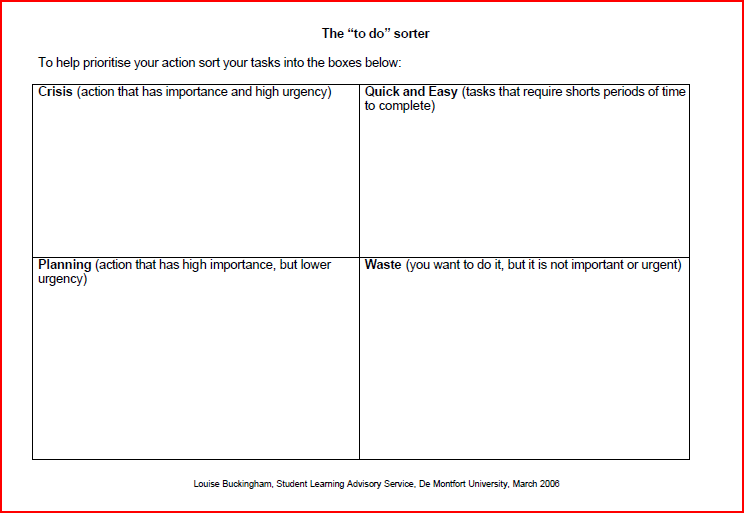 The “to do” sorter
To help prioritise your action sort your tasks into the boxes below:
Crisis (action that has importance and high urgency)
Quick and Easy (tasks that require shorts periods of time
to complete)
Planning (action that has high importance, but lower
urgency)
Waste (you want to do it, but it is not important or urgent)
Louise Buckingham, Student Learning Advisory Service, De Montfort University, March 2006